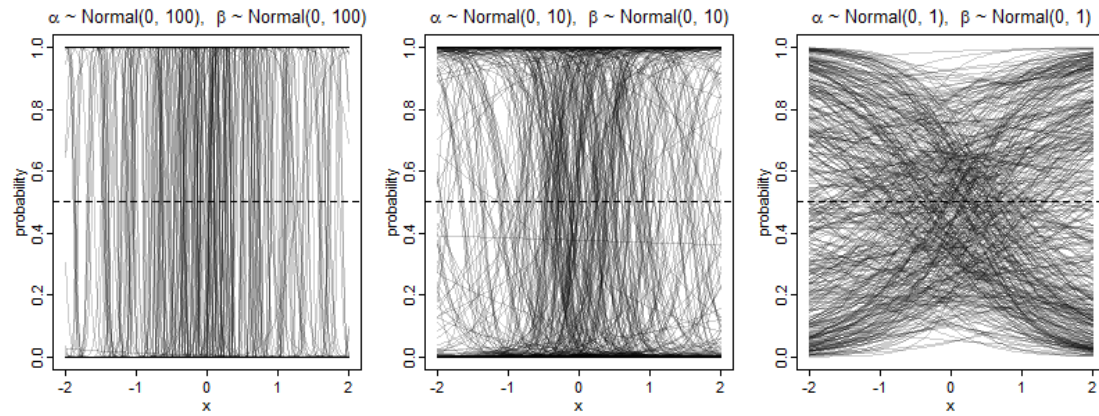 α ~ Normal(0, 100), β ~ Normal(0, 100)
probability
0.0 0.2 0.4 0.6 0.8 1.0
-2 -1 0 1 2
x
α ~ Normal(0, 10), β ~ Normal(0, 10)
probability
0.0 0.2 0.4 0.6 0.8 1.0
-2 -1 0 1 2
x
α ~ Normal(0, 1), β ~ Normal(0, 1)
probability
0.0 0.2 0.4 0.6 0.8 1.0
-2 -1 0 1 2
x